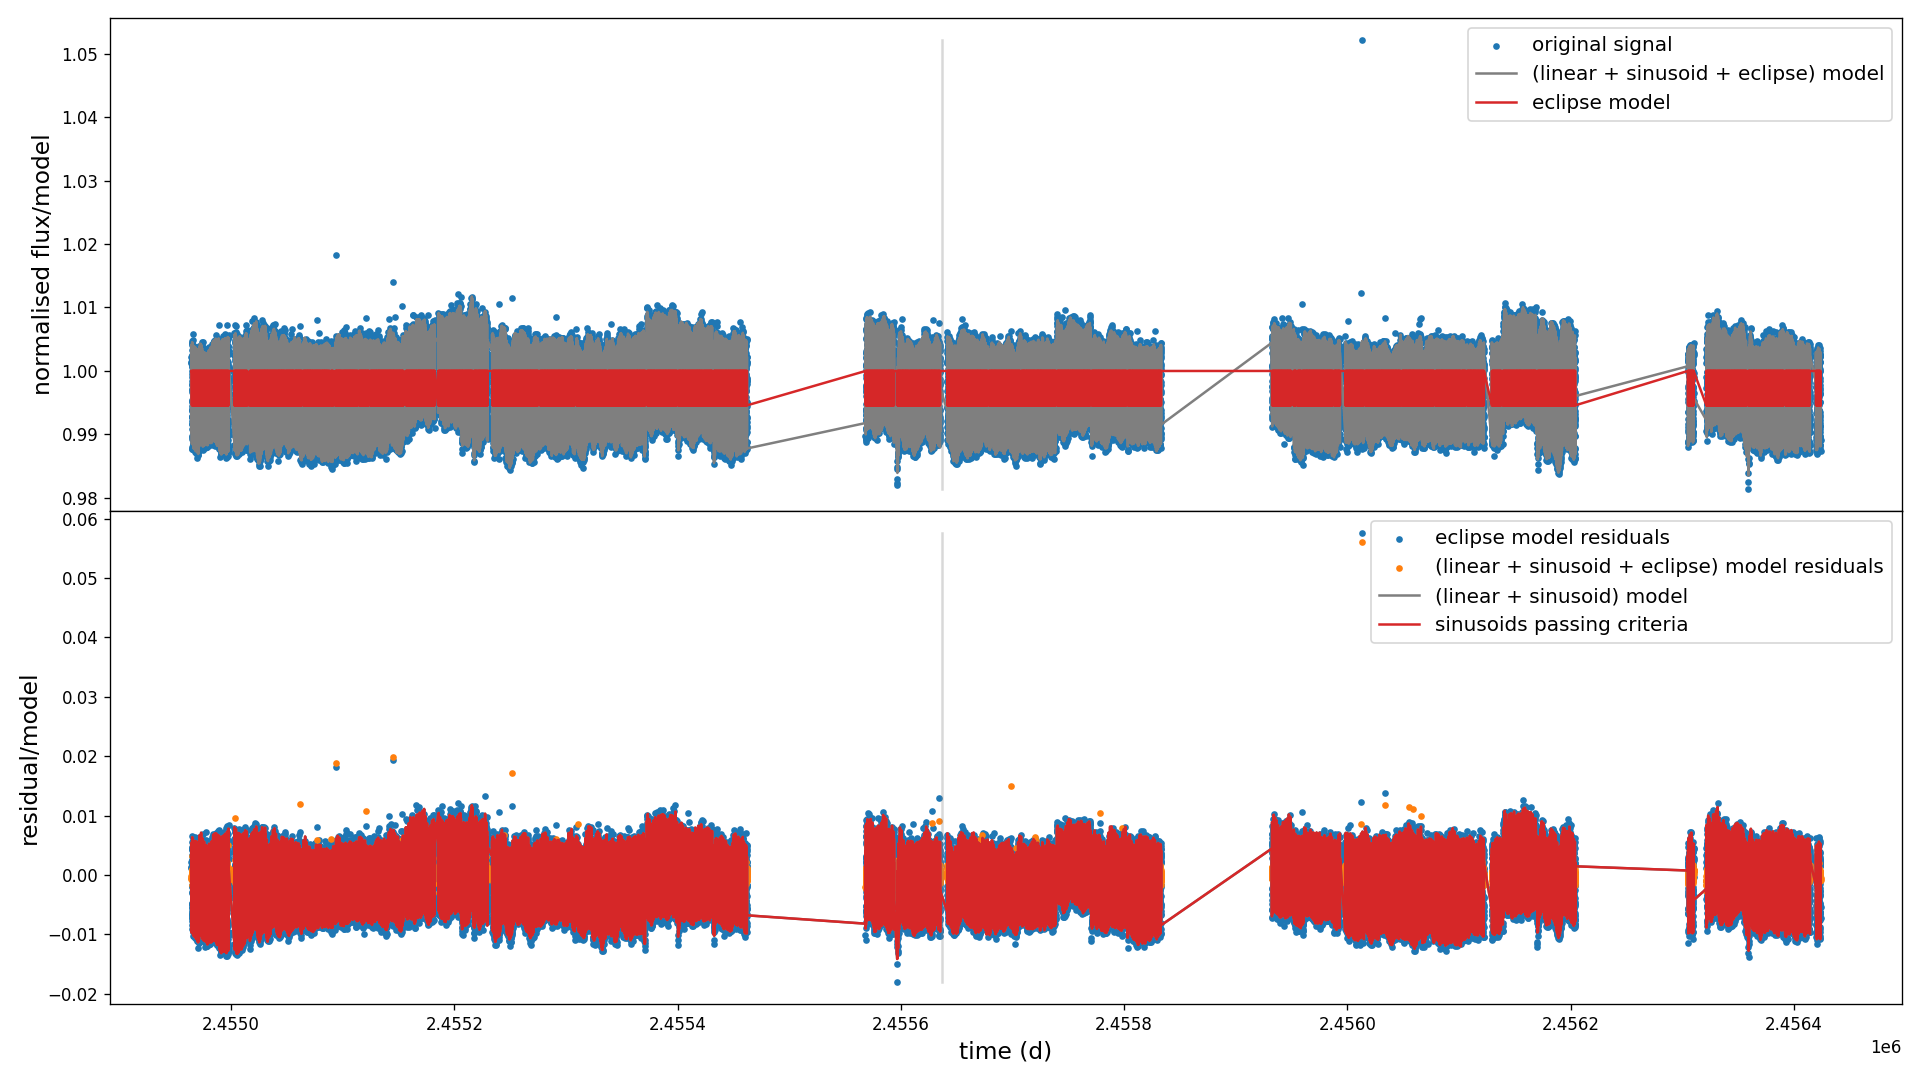 normalised flux/model
1.05
1.04
1.03
1.02
1.01
1.00
0.99
0.98
original signal
(linear + sinusoid + eclipse) model
eclipse model
residual/model
0.06
0.05
0.04
0.03
0.02
0.01
0.00
−0.01
−0.02
eclipse model residuals
(linear + sinusoid + eclipse) model residuals
(linear + sinusoid) model
sinusoids passing criteria
2.4550 2.4552 2.4554 2.4556 2.4558 2.4560 2.4562 2.4564
1e6
time (d)